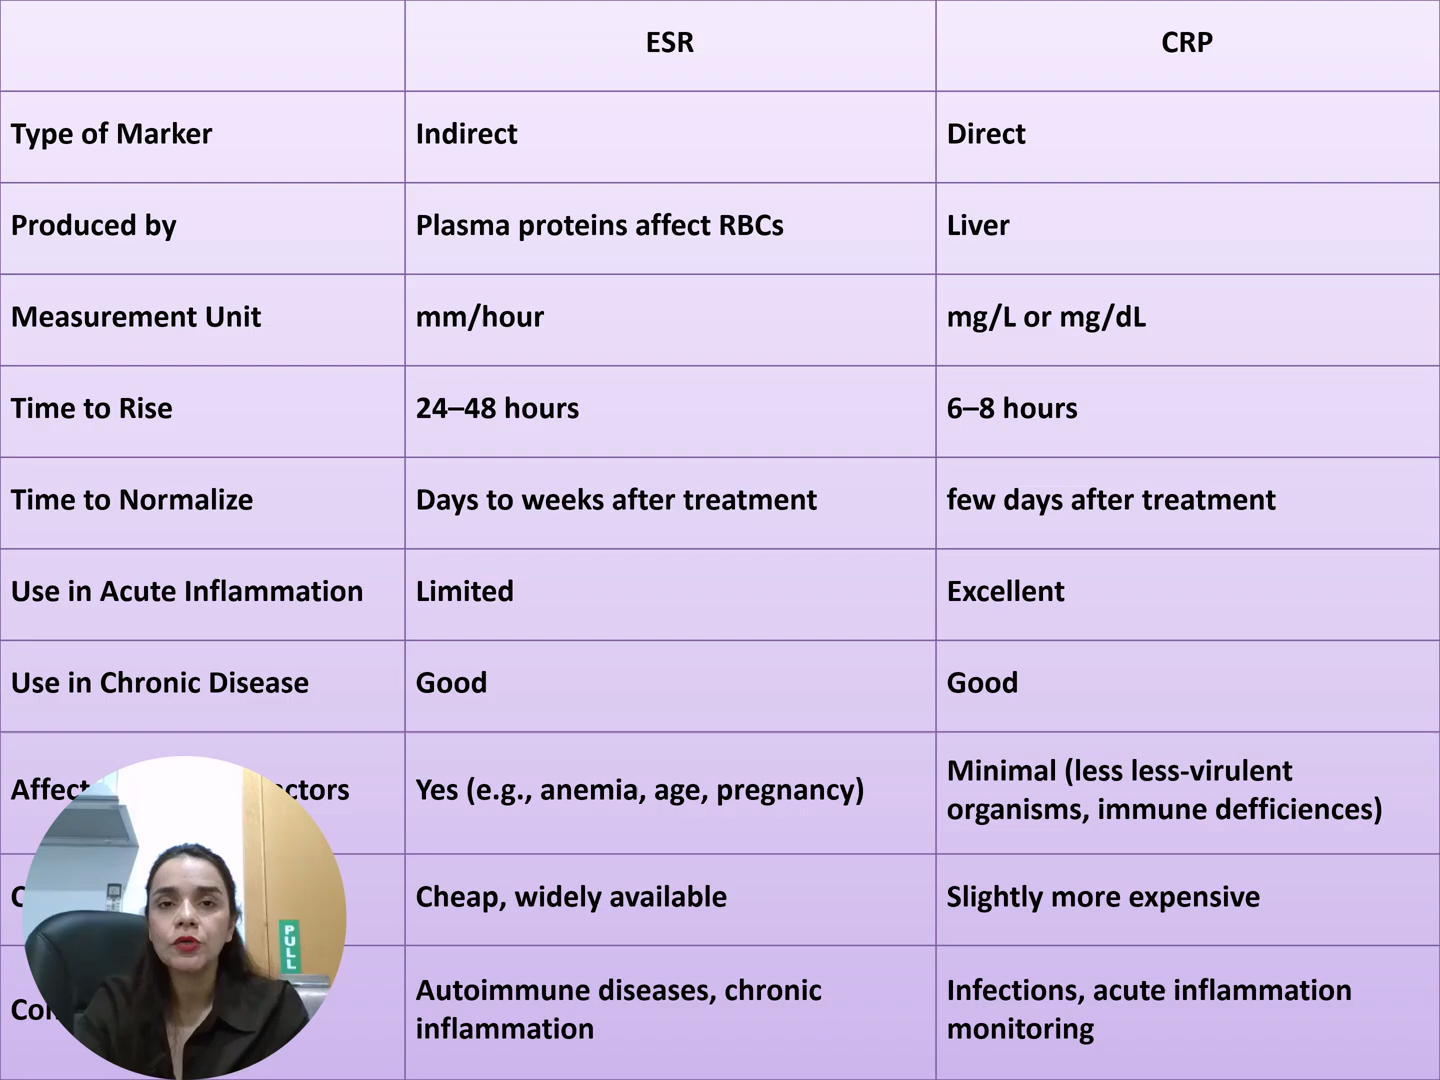 ESR
CRP
Type of Marker
Indirect
Direct
Produced by
Plasma proteins affect RBCs
Liver
Measurement Unit
mm/hour
mg/L or mg/dL
Time to Rise
24–48 hours
6–8 hours
Time to Normalize
Days to weeks after treatment
few days after treatment
Use in Acute Inflammation
Limited
Excellent
Use in Chronic Disease
Good
Good
Yes (e.g., anemia, age, pregnancy)
Minimal (less less-virulent
organisms, immune defficiences)
Cheap, widely available
Slightly more expensive
Autoimmune diseases, chronic
inflammation
Infections, acute inflammation
monitoring
PULL